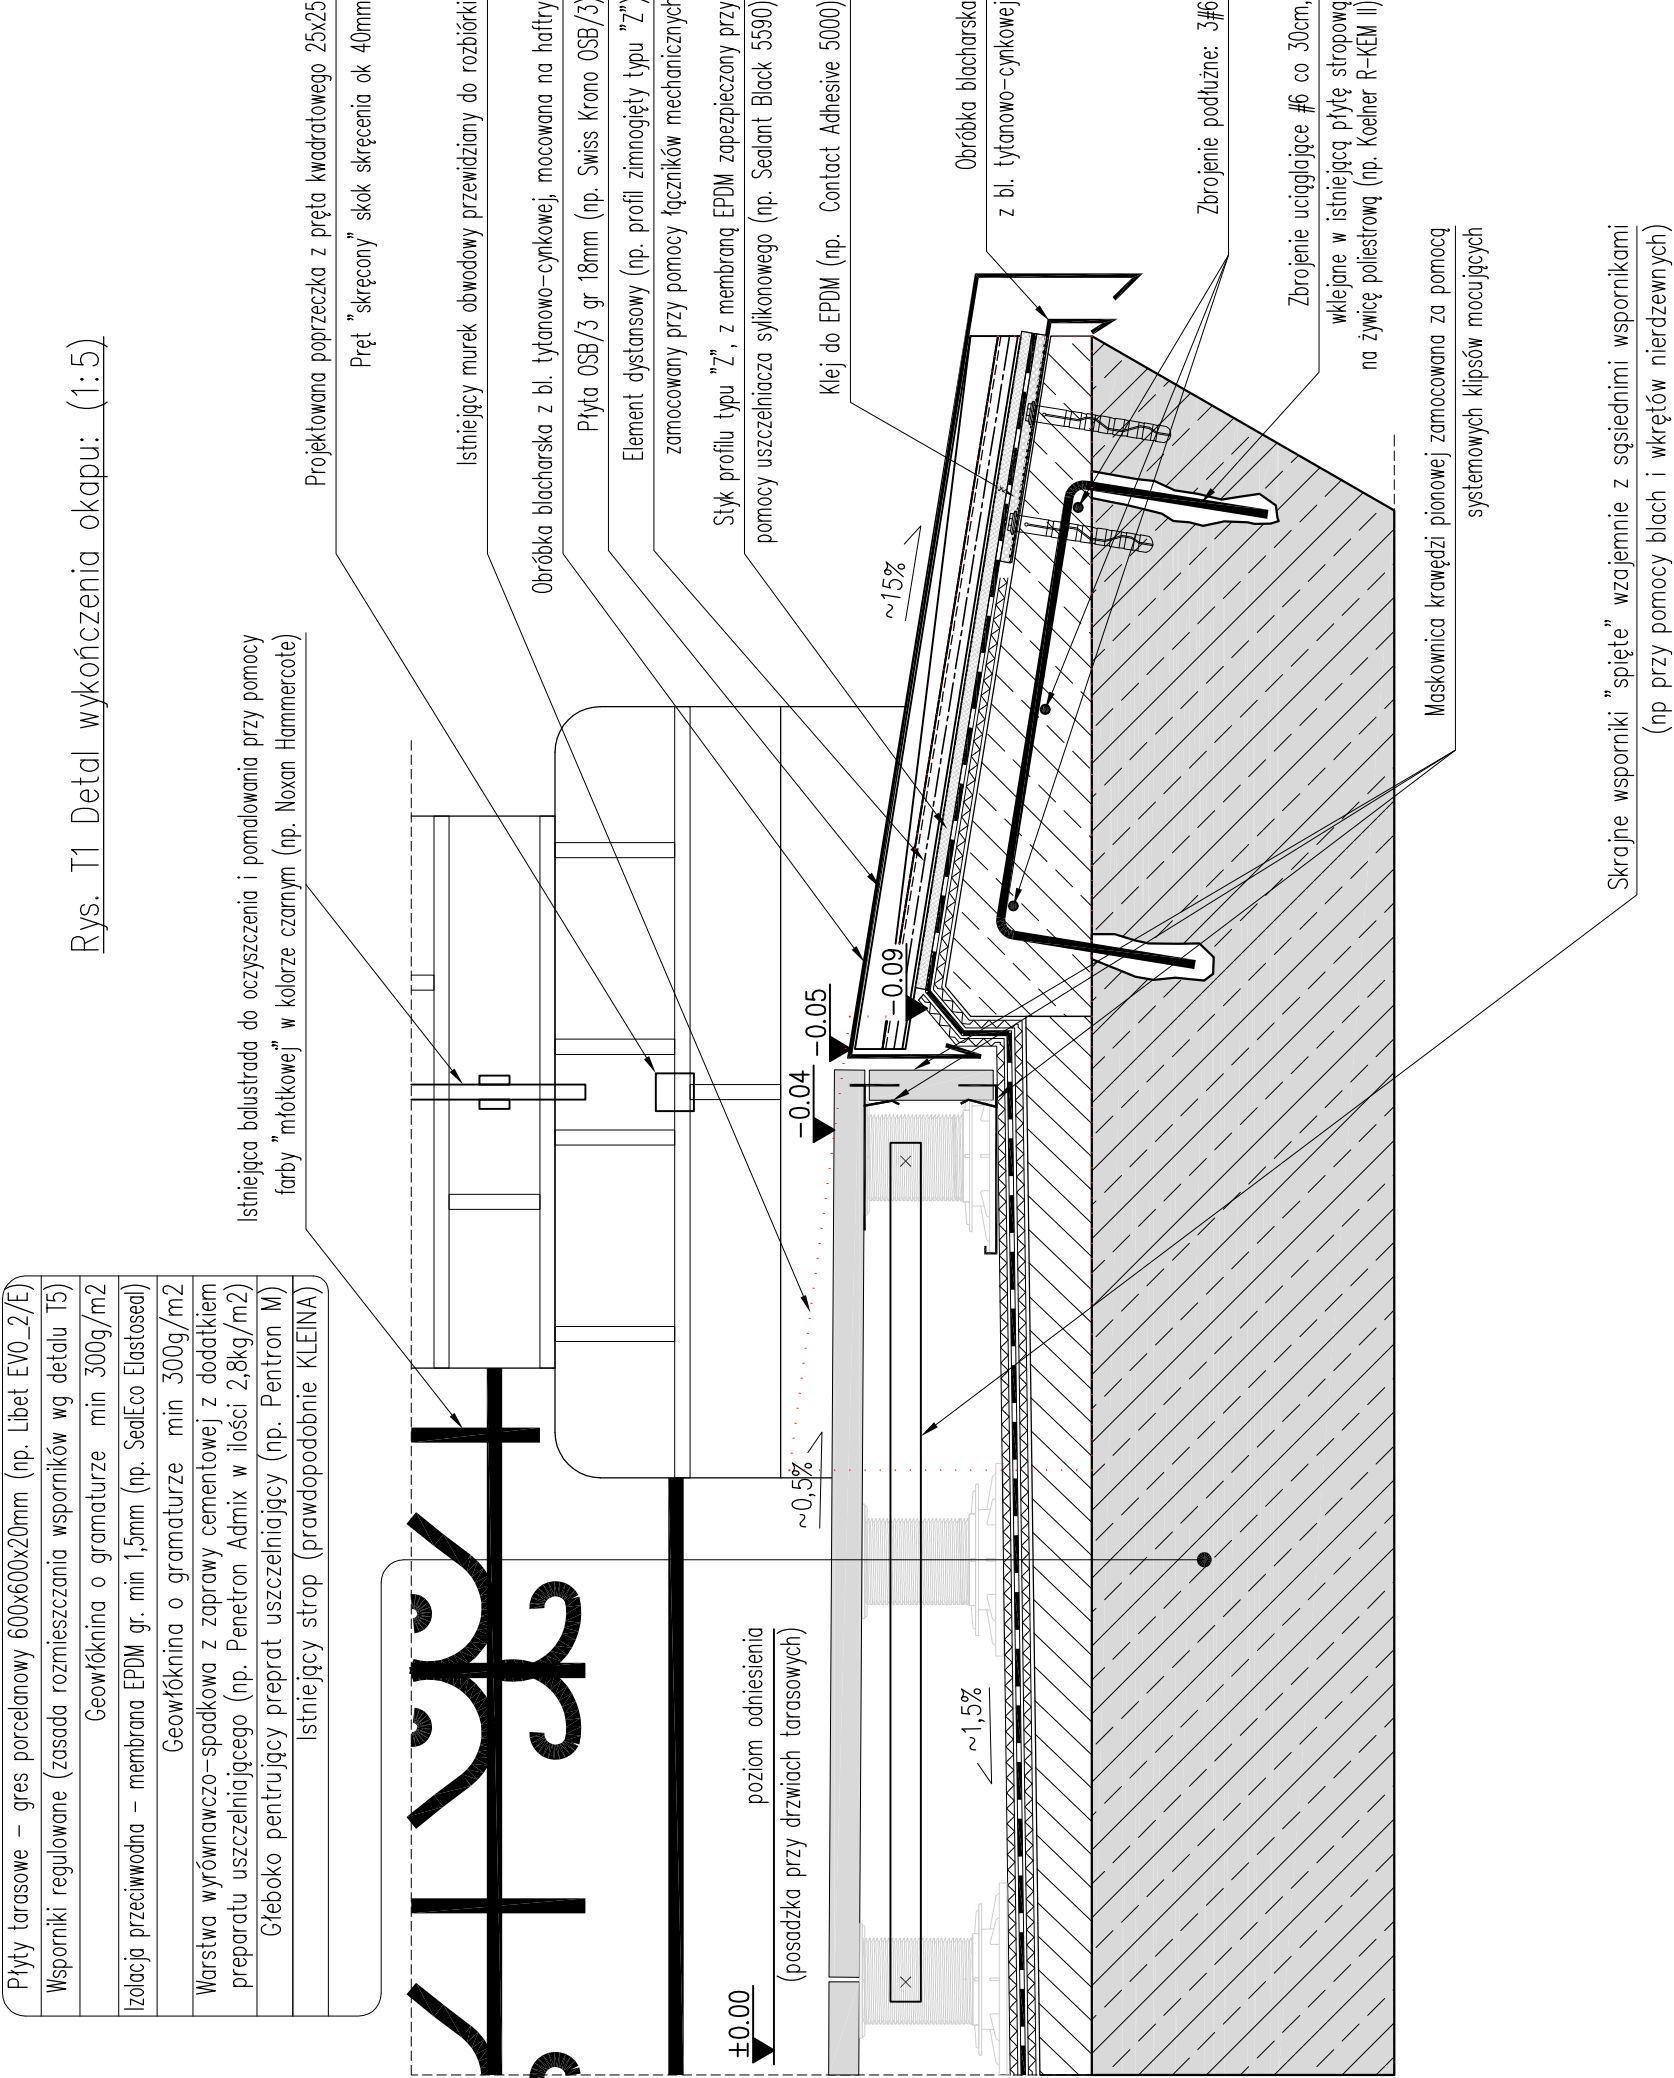 Rys. T1 Detal wykończenia okapu: (1:5)
Płyty tarasowe - gres porcelanowy 600x600x20mm (np. Libet EVO_2/E)
Wsporniki regulowane (zasada rozmieszczania wsporników wg detalu T5)
Geowłóknina o gramaturze min 300g/m2
Izolacja przeciwwodna - membrana EPDM gr. min 1,5mm (np. SealEco Elastoseal)
Geowłóknina o gramaturze min 300g/m2
Warstwa wyrównawczo-spadkowa z zaprawy cementowej z dodatkiem
preparatu uszczelniającego (np. Penetron Admix w ilości 2,8kg/m2)
Głeboko pentrujący preprat uszczelniający (np. Pentron M)
Istniejący strop (prawdopodobnie KLEINA)
Istniejąca balustrada do oczyszczenia i pomalowania przy pomocy
farby "młotkowej" w kolorze czarnym (np. Noxan Hammercote)
Projektowana poprzeczka z pręta kwadratowego 25x25
Pręt "skręcony" skok skręcenia ok 40mm
Istniejący murek obwodowy przewidziany do rozbiórki
Obróbka blacharska z bl. tytanowo-cynkowej, mocowana na haftry
Płyta OSB/3 gr 18mm (np. Swiss Krono OSB/3)
Element dystansowy (np. profil zimnogięty typu "Z")
zamocowany przy pomocy łączników mechanicznych
Styk profilu typu "Z", z membraną EPDM zapezpieczony przy
pomocy uszczelniacza sylikonowego (np. Sealant Black 5590)
Klej do EPDM (np. Contact Adhesive 5000)
Obróbka blacharska
z bl. tytanowo-cynkowej
Zbrojenie podłużne: 3#6
Zbrojenie uciąglające #6 co 30cm,
wklejane w istniejącą płytę stropową
na żywicę poliestrową (np. Koelner R-KEM II)
Maskownica krawędzi pionowej zamocowana za pomocą
systemowych klipsów mocujących
Skrajne wsporniki "spięte" wzajemnie z sąsiednimi wspornikami
(np przy pomocy blach i wkrętów nierdzewnych)
±0.00
poziom odniesienia
(posadzka przy drzwiach tarasowych)
~0,5%
~1,5%
-0.04
-0.05
-0.09
~15%